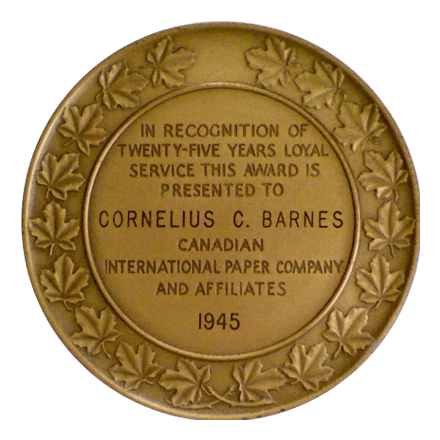 IN RECOGNITION OF
TWENTY-FIVE YEARS LOYAL
SERVICE THIS AWARD IS
PRESENTED TO
CORNELIUS C. BARNES
CANADIAN
INTERNATIONAL PAPER COMPANY
AND AFFILIATES
1945